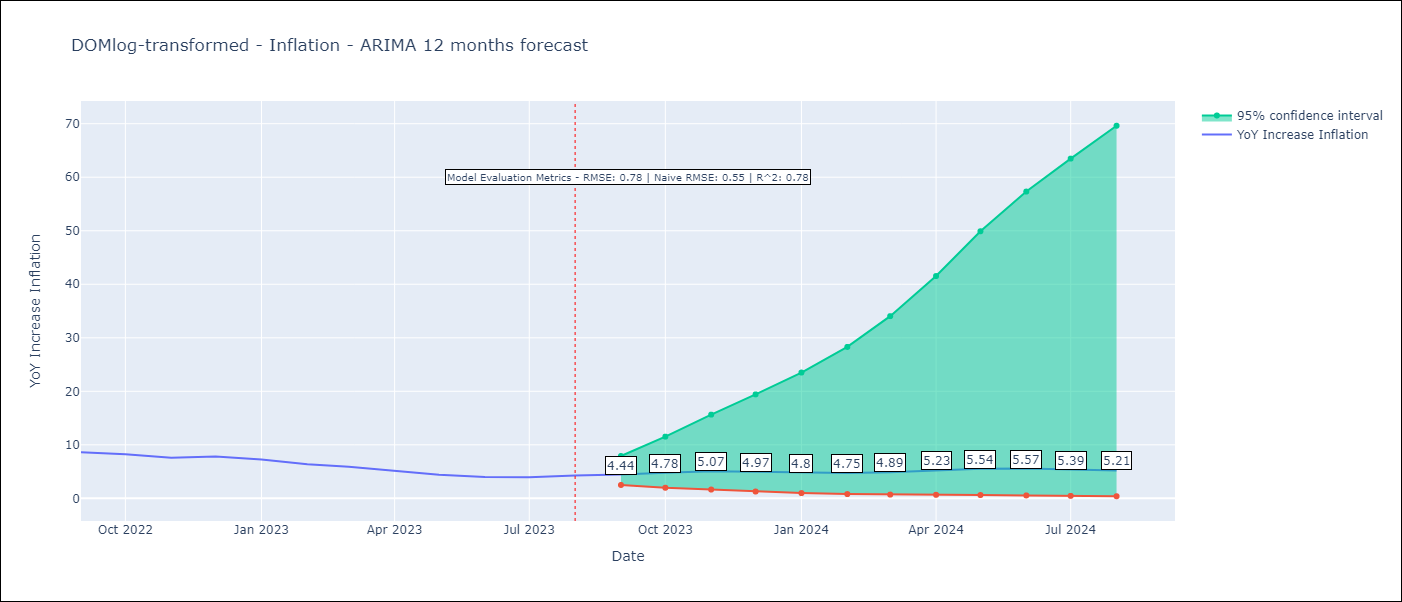 DOMlog-transformed - Inflation - ARIMA 12 months forecast
95% confidence interval
YoY Increase Inflation
Model Evaluation Metrics - RMSE: 0.78 | Naive RMSE: 0.55 | R^2: 0.78
YoY Increase Inflation
70
60
50
40
30
20
10
0
4.44
4.78
5.07
4.97
4.8
4.75
4.89
5.23
5.54
5.57
5.39
5.21
Oct 2022
Jan 2023
Apr 2023
Jul 2023
Oct 2023
Jan 2024
Apr 2024
Jul 2024
Date